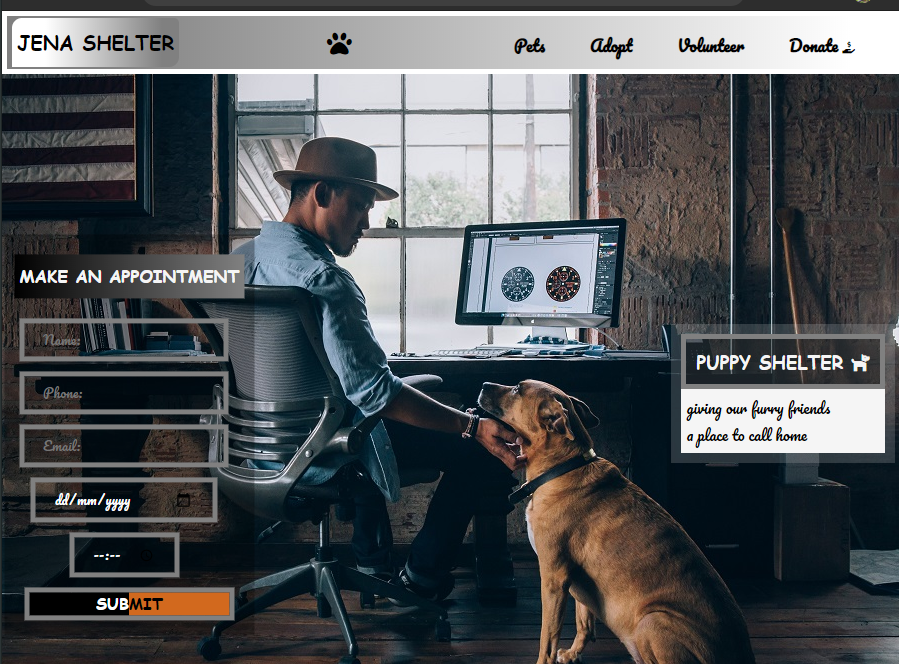 JENA SHELTER
Pets Adopt Volunteer Donate
MAKE AN APPOINTMENT
Name:
Phone:
Email:
dd/mm/yyyy
--:--
SUBMIT
PUPPY SHELTER
giving our furry friends
a place to call home